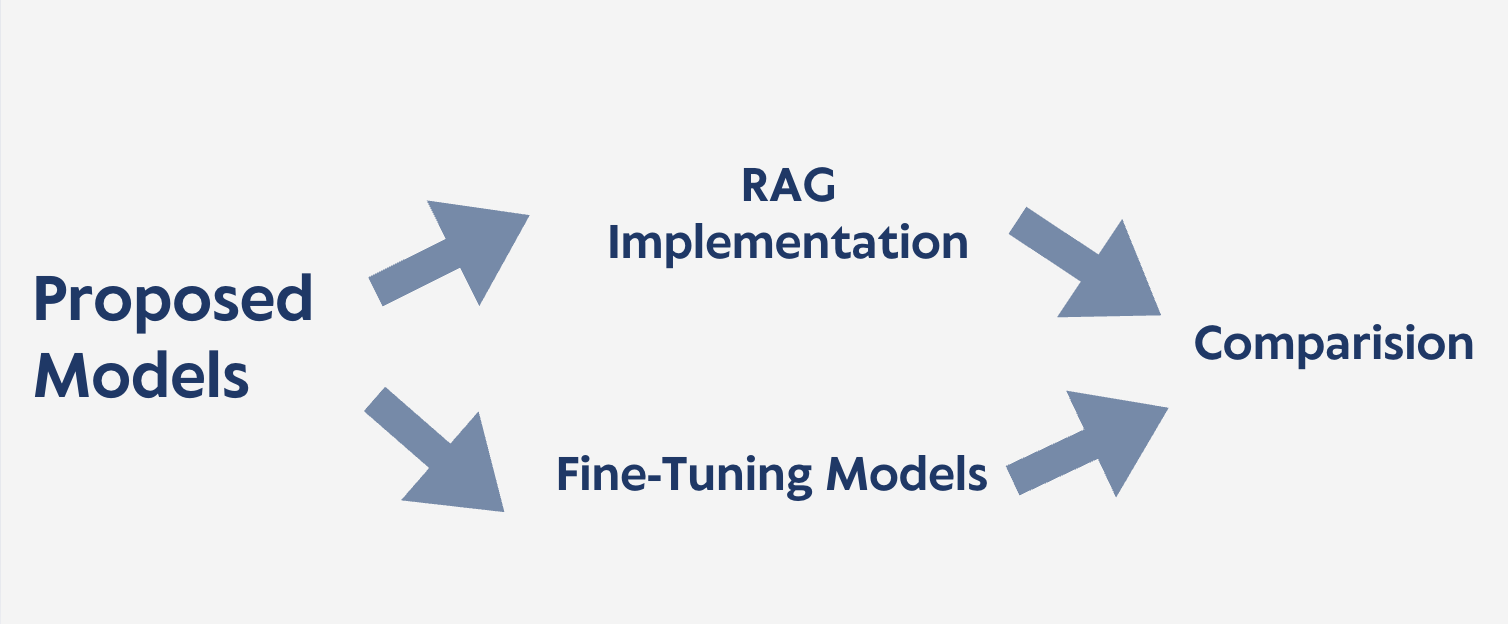 Proposed
Models
RAG
Implementation
Fine-Tuning Models
Comparision